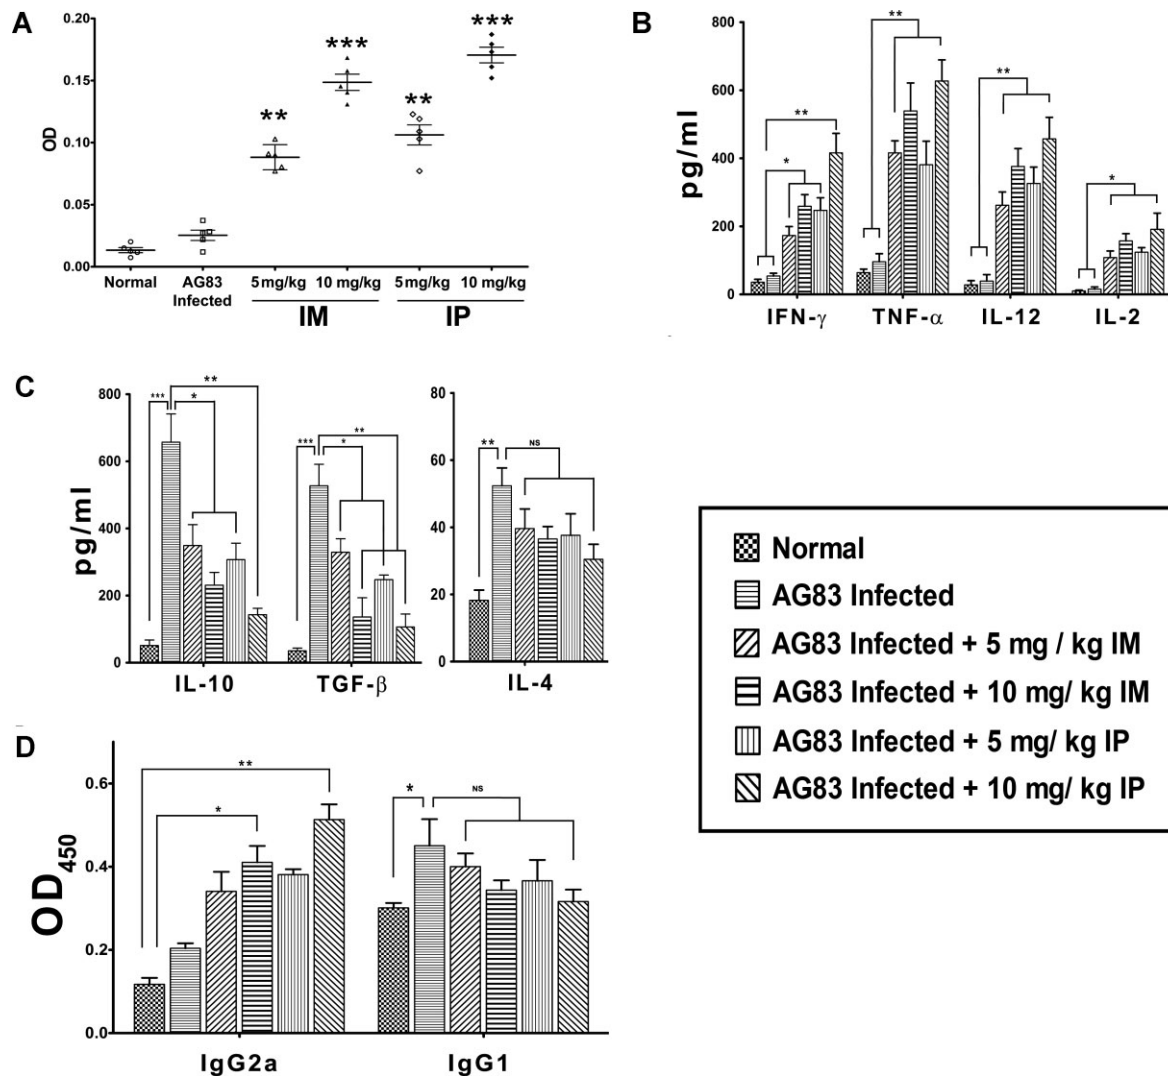 A
0.20
0.15
0.10
0.05
0.00
OD
** *** ** ***
Normal AG83 Infected 5mg/kg 10 mg/kg 5mg/kg 10 mg/kg
IM IP
B
800
600
400
200
0
pg/ml
** ** ** * * *
IFN-γ TNF-α IL-12 IL-2
C
800
600
400
200
0
pg/ml
*** * ** *** * **
IL-10 TGF-β
80
60
40
20
0
** NS
IL-4
D
0.6
0.4
0.2
0.0
OD450
** * * NS
IgG2a IgG1
Normal
AG83 Infected
AG83 Infected + 5 mg / kg IM
AG83 Infected + 10 mg/ kg IM
AG83 Infected + 5 mg/ kg IP
AG83 Infected + 10 mg/ kg IP